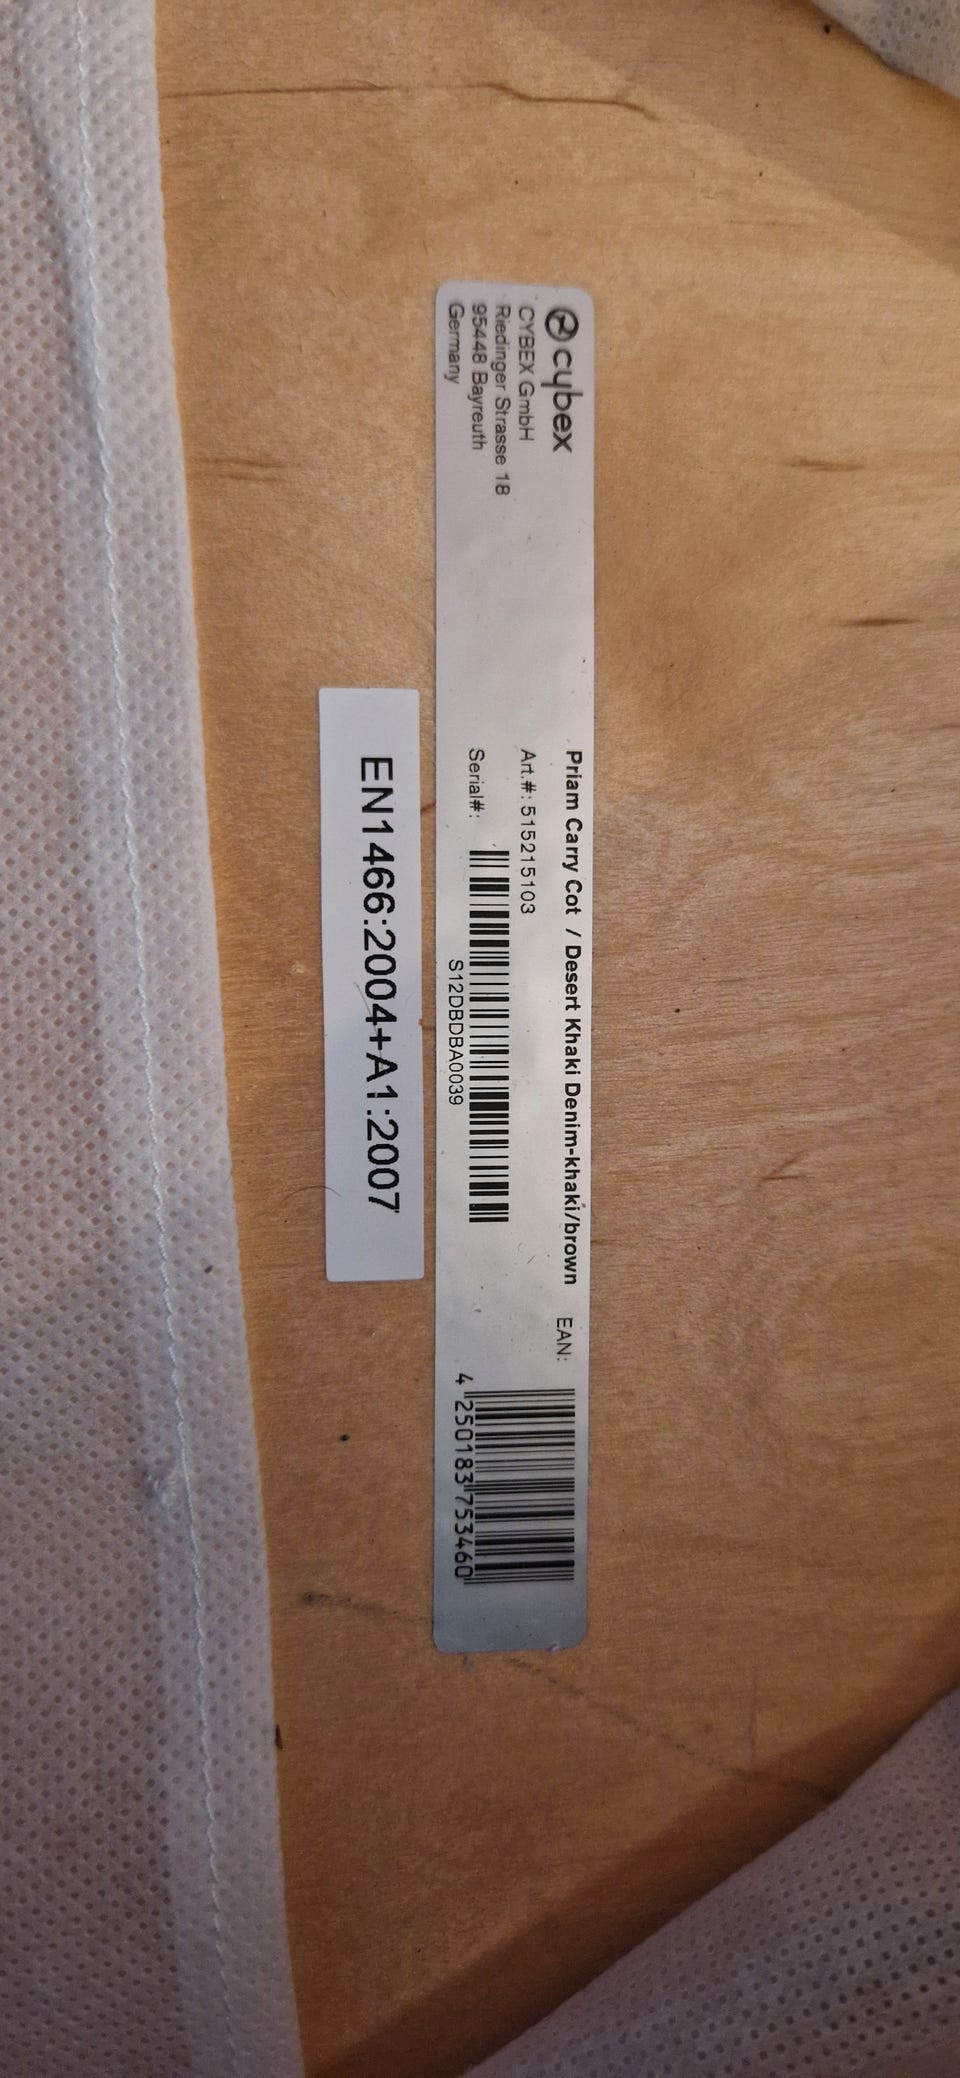 cybex
CYBEX GmbH
Riedinger Strasse 18
95448 Bayreuth
Germany
Priam Carry Cot / Desert Khaki Denim-khaki/brown
Art.#: 515215103
Serial#:
S12DBDBA0039
EAN:
4 250183 753460
EN1466:2004+A1:2007